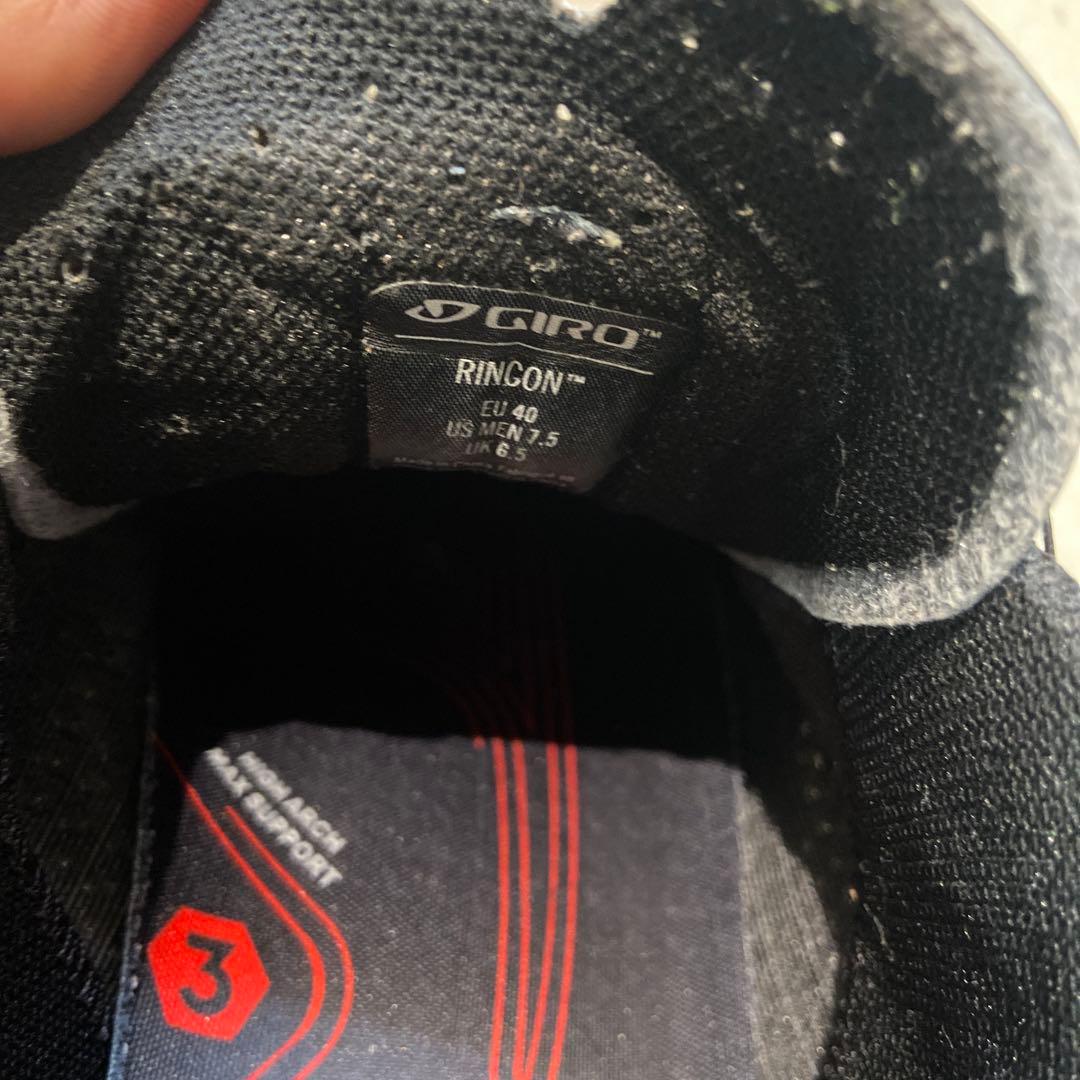 GIRO™
RINCON™
EU 40
US MEN 7.5
UK 6.5
HIGH ARCH
MAX SUPPORT
3